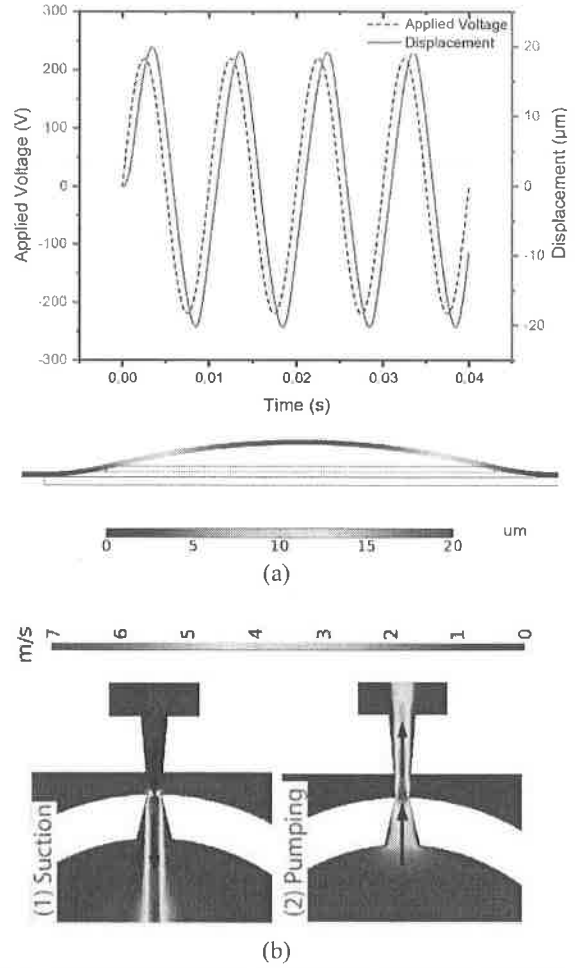 300
200
100
0
-100
-200
-300
Applied Voltage (V)
Applied Voltage
Displacement
20
10
0
-10
-20
Displacement (µm)
0,00 0,01 0,02 0,03 0,04
Time (s)
0 5 10 15 20 um
(a)
m/s
7 6 5 4 3 2 1 0
(1) Suction
(2) Pumping
(b)